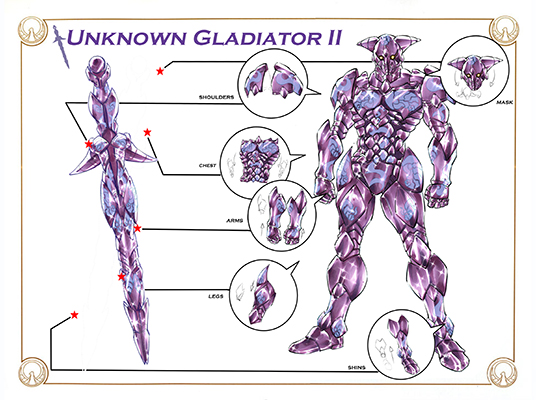 UNKNOWN GLADIATOR II
SHOULDERS
MASK
CHEST
ARMS
LEGS
SHINS